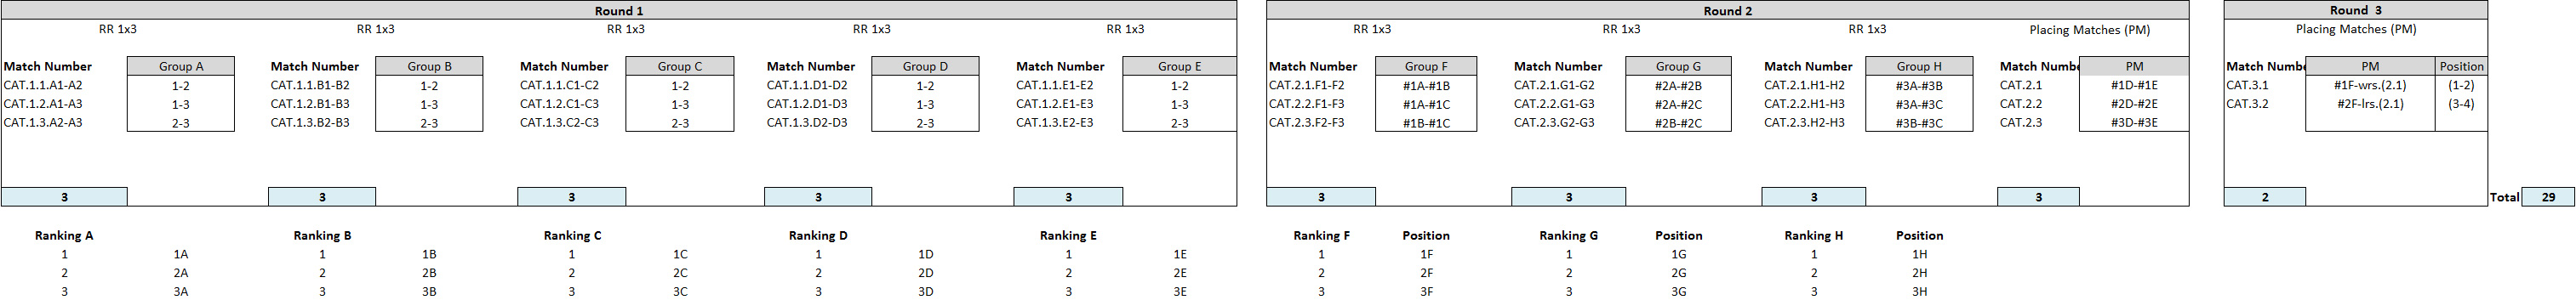 Round 1 Round 2 Round 3
RR 1x3 RR 1x3 RR 1x3 RR 1x3 RR 1x3 RR 1x3 RR 1x3 RR 1x3 Placing Matches (PM) Placing Matches (PM)
Match Number Group A Match Number Group B Match Number Group C Match Number Group D Match Number Group E Match Number Group F Match Number Group G Match Number Group H Match Numbe PM Match Numbe PM Position
CAT.1.1.A1-A2 1-2 CAT.1.1.B1-B2 1-2 CAT.1.1.C1-C2 1-2 CAT.1.1.D1-D2 1-2 CAT.1.1.E1-E2 1-2 CAT.2.1.F1-F2 #1A-#1B CAT.2.1.G1-G2 #2A-#2B CAT.2.1.H1-H2 #3A-#3B CAT.2.1 #1D-#1E CAT.3.1 #1F-wrs.(2.1) (1-2)
CAT.1.2.A1-A3 1-3 CAT.1.2.B1-B3 1-3 CAT.1.2.C1-C3 1-3 CAT.1.2.D1-D3 1-3 CAT.1.2.E1-E3 1-3 CAT.2.2.F1-F3 #1A-#1C CAT.2.2.G1-G3 #2A-#2C CAT.2.2.H1-H3 #3A-#3C CAT.2.2 #2D-#2E CAT.3.2 #2F-lrs.(2.1) (3-4)
CAT.1.3.A2-A3 2-3 CAT.1.3.B2-B3 2-3 CAT.1.3.C2-C3 2-3 CAT.1.3.D2-D3 2-3 CAT.1.3.E2-E3 2-3 CAT.2.3.F2-F3 #1B-#1C CAT.2.3.G2-G3 #2B-#2C CAT.2.3.H2-H3 #3B-#3C CAT.2.3 #3D-#3E
3 3 3 3 3 3 3 3 3 2 Total 29
Ranking A Ranking B Ranking C Ranking D Ranking E Ranking F Position Ranking G Position Ranking H Position
1 1A 1 1B 1 1C 1 1D 1 1E 1 1F 1 1G 1 1H
2 2A 2 2B 2 2C 2 2D 2 2E 2 2F 2 2G 2 2H
3 3A 3 3B 3 3C 3 3D 3 3E 3 3F 3 3G 3 3H